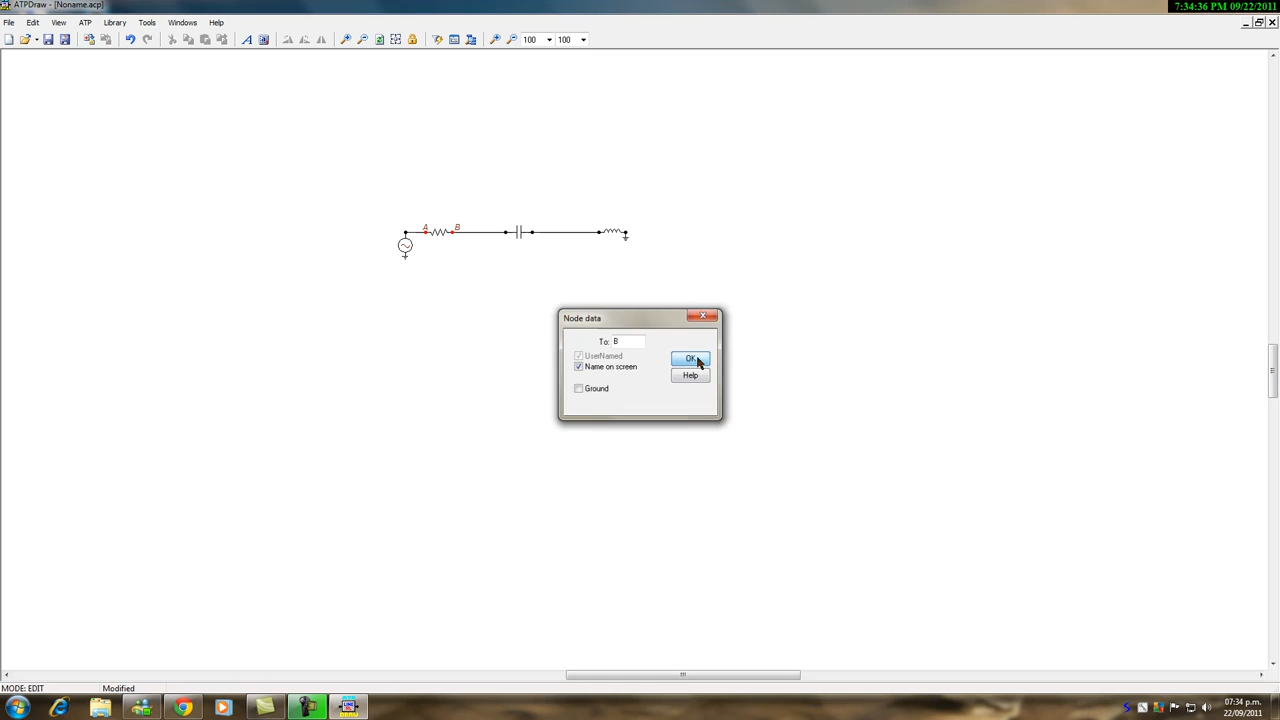 ATPDraw - [Noname.acp]
7:34:36 PM 09/22/2011
File Edit View ATP Library Tools Windows Help
100 100
A B
Node data
To: B
UserNamed
OK
Name on screen
Help
Ground
MODE: EDIT Modified
07:34 p.m.
22/09/2011